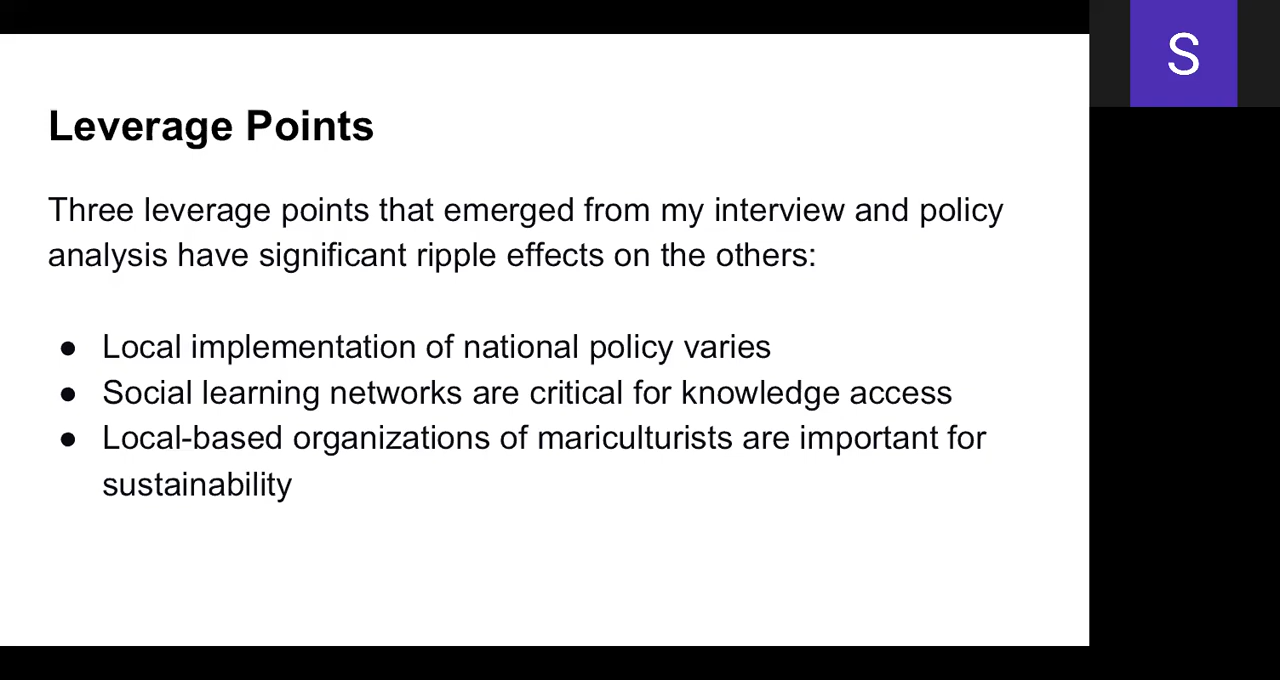 Leverage Points
Three leverage points that emerged from my interview and policy
analysis have significant ripple effects on the others:
● Local implementation of national policy varies
● Social learning networks are critical for knowledge access
● Local-based organizations of mariculturists are important for
sustainability
S